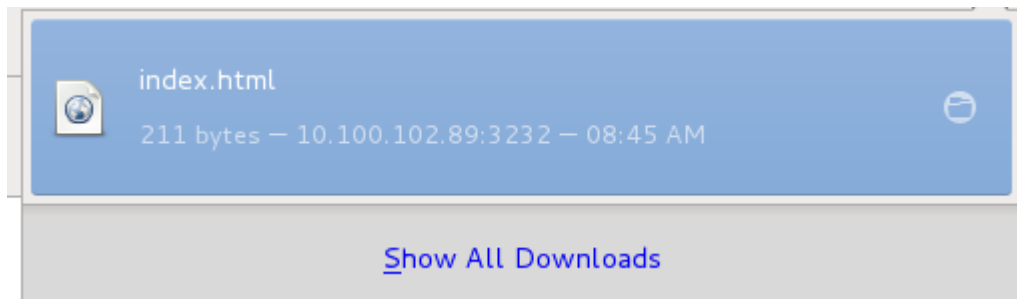 index.html
211 bytes — 10.100.102.89:3232 — 08:45 AM
Show All Downloads